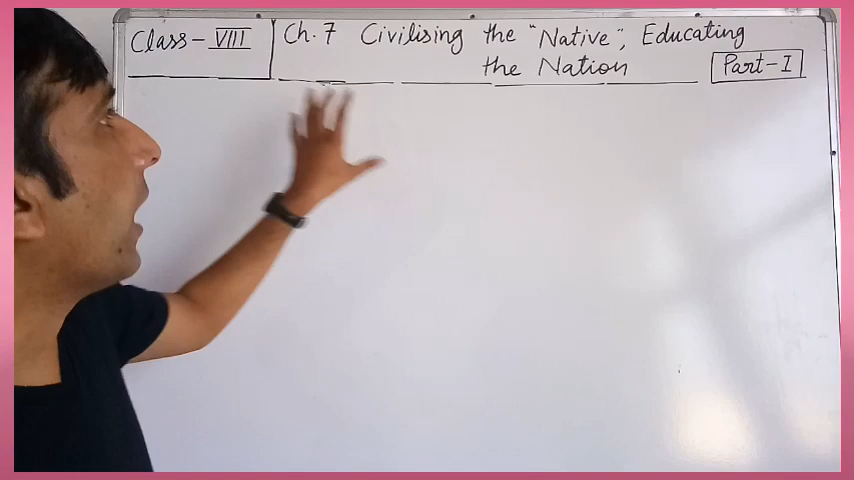 Class - VIII
Ch. 7 Civilising the "Native", Educating
the Nation
Part - I